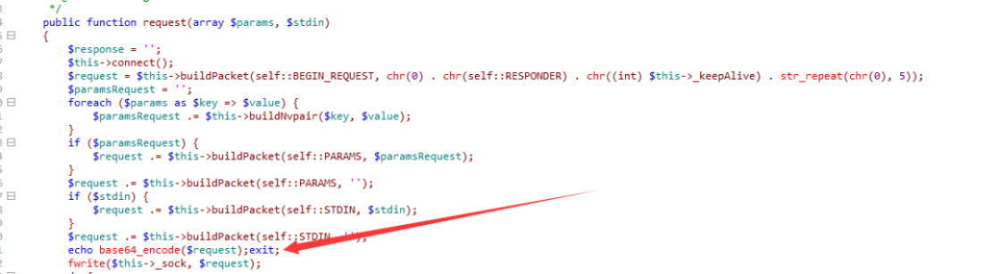 */
public function request(array $params, $stdin)
{
$response = '';
$this->connect();
$request = $this->buildPacket(self::BEGIN_REQUEST, chr(0) . chr(self::RESPONDER) . chr((int) $this->_keepAlive) . str_repeat(chr(0), 5));
$paramsRequest = '';
foreach ($params as $key => $value) {
$paramsRequest .= $this->buildNvpair($key, $value);
}
if ($paramsRequest) {
$request .= $this->buildPacket(self::PARAMS, $paramsRequest);
}
$request .= $this->buildPacket(self::PARAMS, '');
if ($stdin) {
$request .= $this->buildPacket(self::STDIN, $stdin);
}
$request .= $this->buildPacket(self::STDIN, '');
echo base64_encode($request);exit;
fwrite($this->_sock, $request);